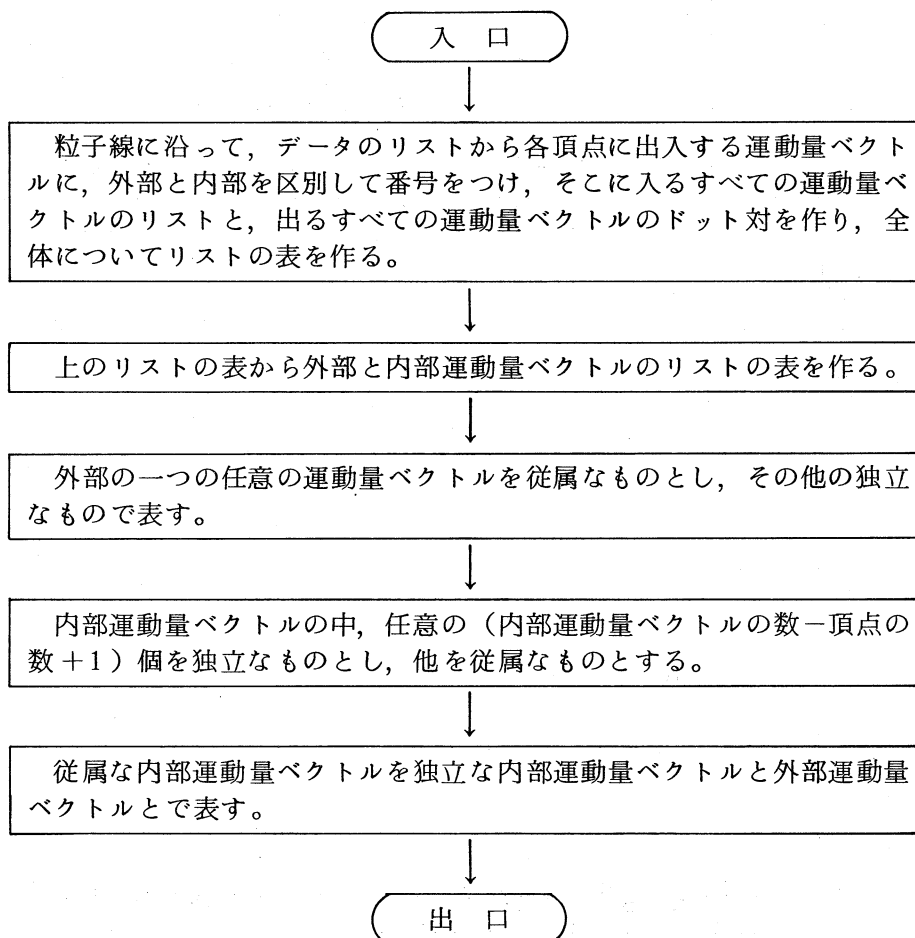 入 口
粒子線に沿って，データのリストから各頂点に出入する運動量ベクト
ルに，外部と内部を区別して番号をつけ，そこに入るすべての運動量ベ
クトルのリストと，出るすべての運動量ベクトルのドット対を作り，全
体についてリストの表を作る。
上のリストの表から外部と内部運動量ベクトルのリストの表を作る。
外部の一つの任意の運動量ベクトルを従属なものとし，その他の独立
なもので表す。
内部運動量ベクトルの中，任意の（内部運動量ベクトルの数－頂点の
数＋1）個を独立なものとし，他を従属なものとする。
従属な内部運動量ベクトルを独立な内部運動量ベクトルと外部運動量
ベクトルとで表す。
出 口